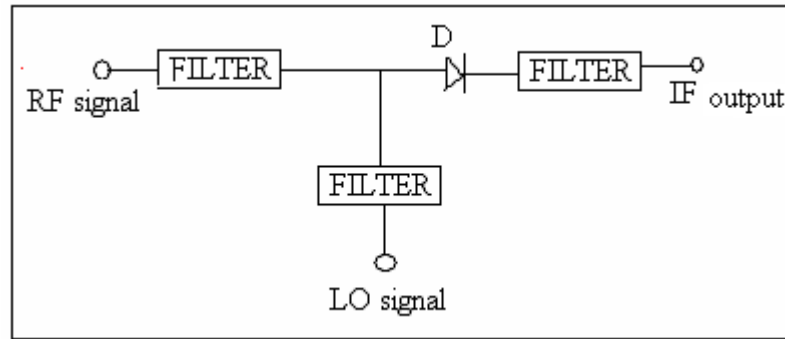 D
FILTER
FILTER
RF signal
IF output
FILTER
LO signal